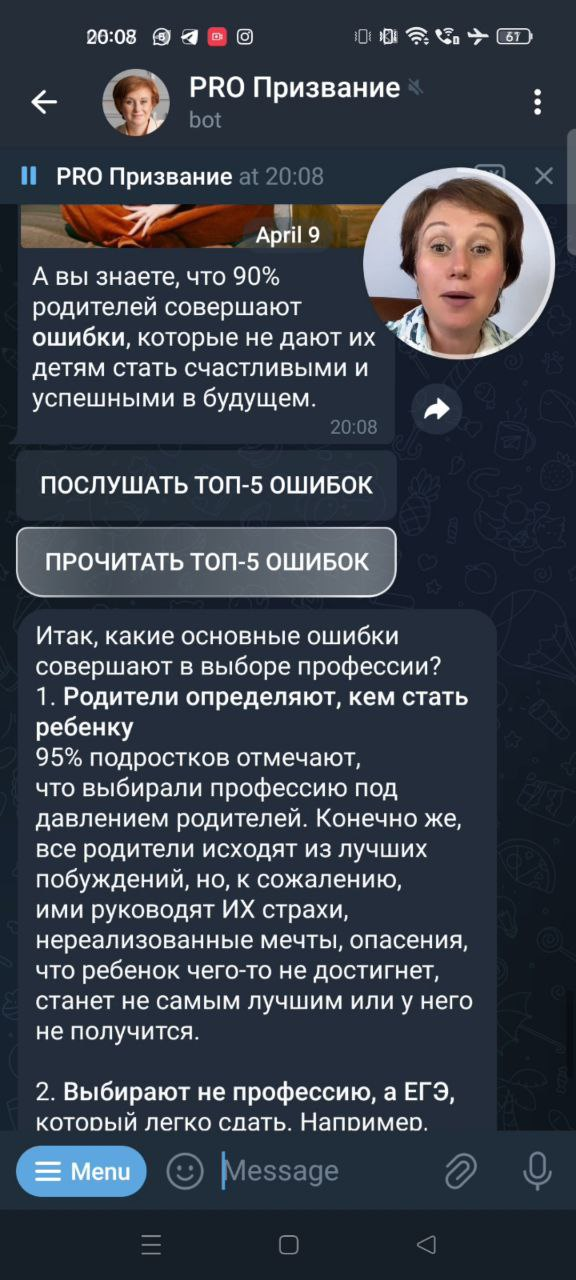 20:08
67
PRO Призвание
bot
PRO Призвание at 20:08
April 9
А вы знаете, что 90%
родителей совершают
ошибки, которые не дают их
детям стать счастливыми и
успешными в будущем.
20:08
ПОСЛУШАТЬ ТОП-5 ОШИБОК
ПРОЧИТАТЬ ТОП-5 ОШИБОК
Итак, какие основные ошибки
совершают в выборе профессии?
1. Родители определяют, кем стать
ребенку
95% подростков отмечают,
что выбирали профессию под
давлением родителей. Конечно же,
все родители исходят из лучших
побуждений, но, к сожалению,
ими руководят ИХ страхи,
нереализованные мечты, опасения,
что ребенок чего-то не достигнет,
станет не самым лучшим или у него
не получится.
2. Выбирают не профессию, а ЕГЭ,
который легко сдать. Например,
Menu
Message